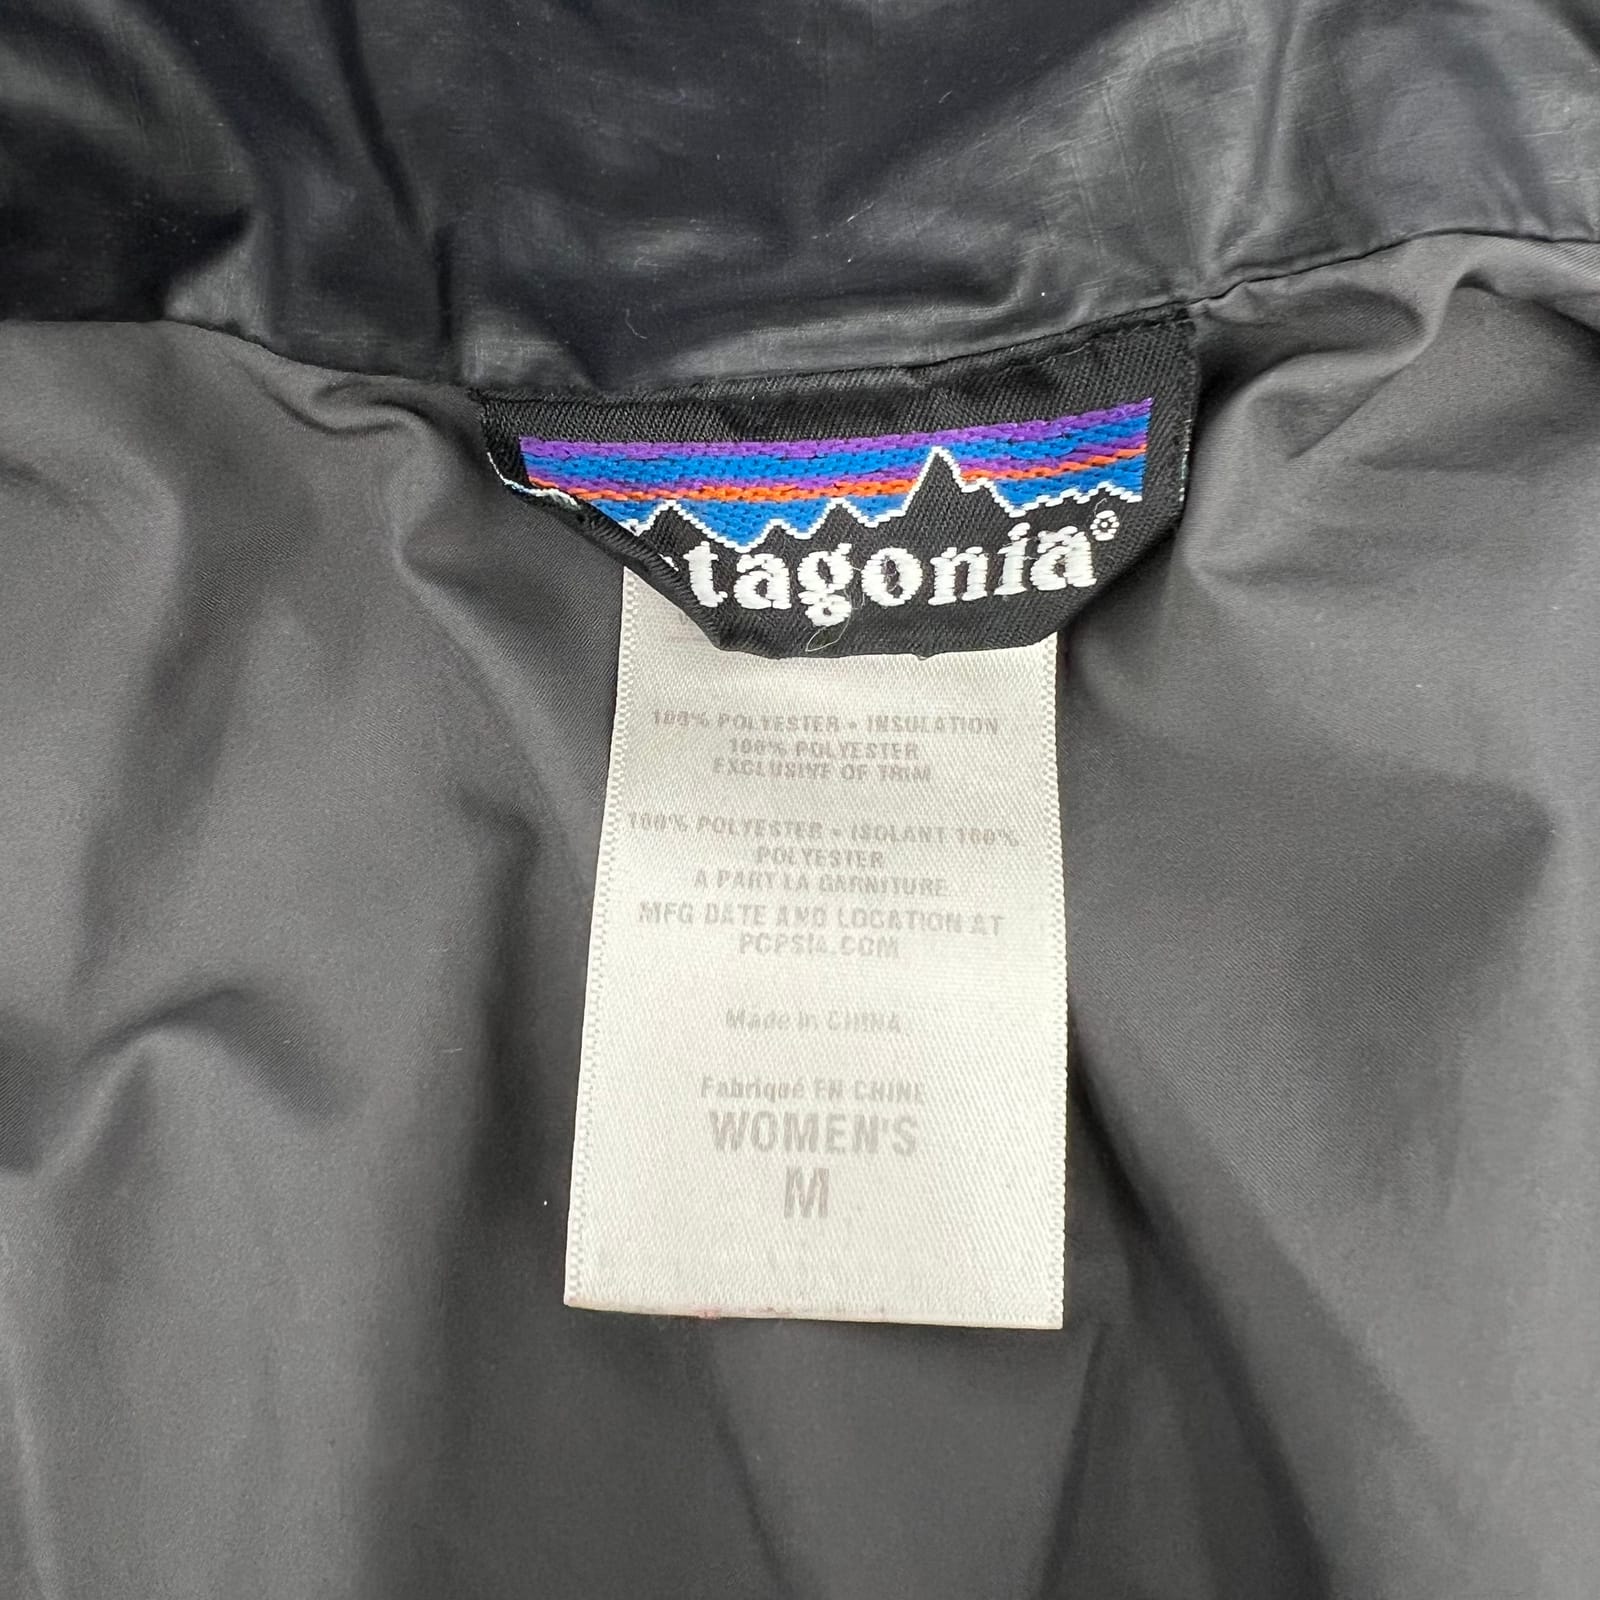 tagonia®
100% POLYESTER • INSULATION
100% POLYESTER
EXCLUSIVE OF TRIM
100% POLYESTER • ISOLANT 100%
POLYESTER
A PART LA GARNITURE
MFG DATE AND LOCATION AT
PCPSIA.COM
Made in CHINA
Fabriqué EN CHINE
WOMEN'S
M